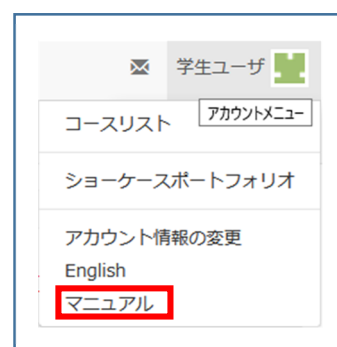 学生ユーザ
アカウントメニュー
コースリスト
ショーケースポートフォリオ
アカウント情報の変更
English
マニュアル